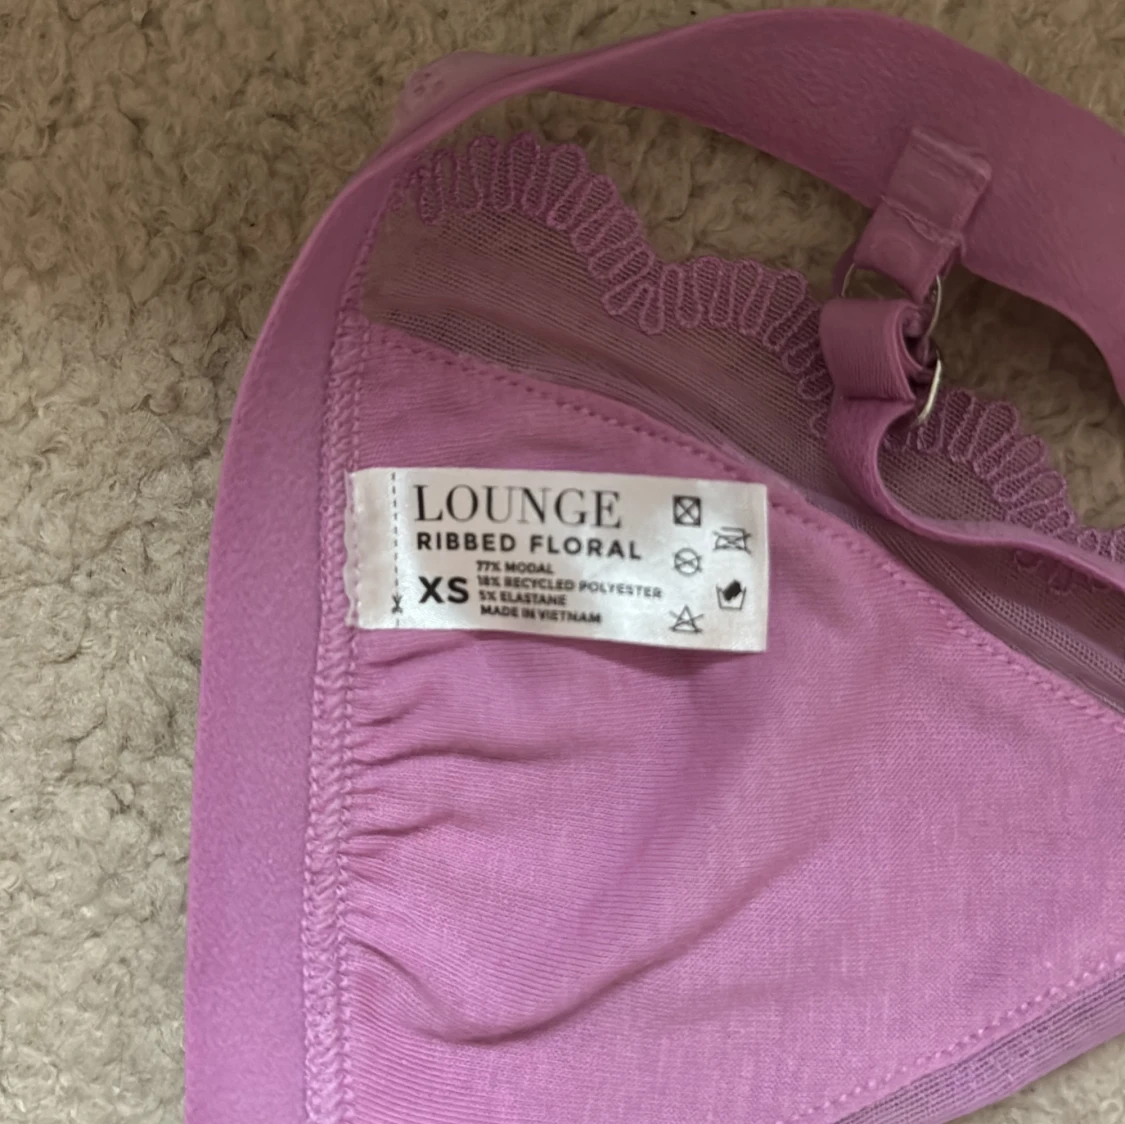 LOUNGE
RIBBED FLORAL
XS
77% MODAL
18% RECYCLED POLYESTER
5% ELASTANE
MADE IN VIETNAM